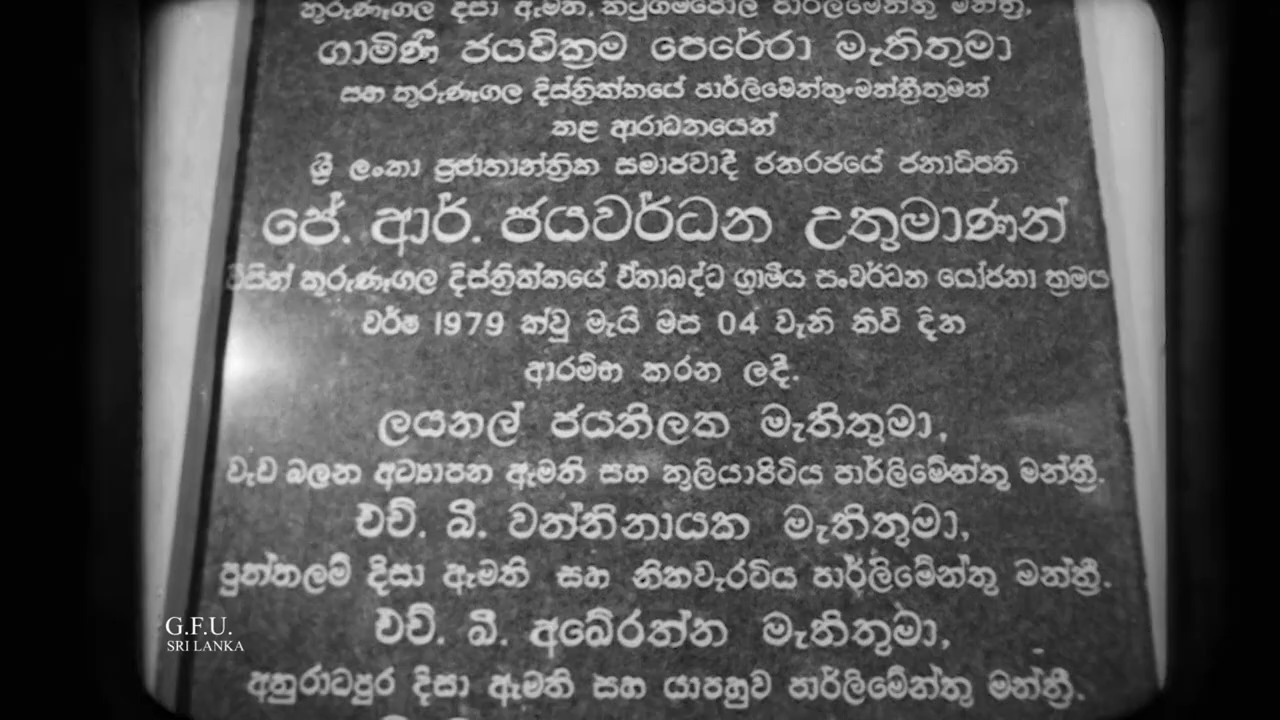 කුරුණෑගල දිසා ඇමති, කටුගම්පොල පාර්ලිමේන්තු මන්ත්‍රී,
ගාමිණී ජයවික්‍රම පෙරේරා මැතිතුමා
සහ කුරුණෑගල දිස්ත්‍රික්කයේ පාර්ලිමේන්තු මන්ත්‍රීතුමන්
කළ ආරාධනයෙන්
ශ්‍රී ලංකා ප්‍රජාතාන්ත්‍රික සමාජවාදී ජනරජයේ ජනාධිපති
ජේ. ආර්. ජයවර්ධන උතුමාණන්
විසින් කුරුණෑගල දිස්ත්‍රික්කයේ ඒකාබද්ධ ග්‍රාමීය සංවර්ධන යෝජනා ක්‍රමය
වර්ෂ 1979 ක්වූ මැයි මස 04 වැනි නිවි දින
ආරම්භ කරන ලදී.
ලයනල් ජයතිලක මැතිතුමා,
වැඩ බලන අධ්‍යාපන ඇමති සහ කුලියාපිටිය පාර්ලිමේන්තු මන්ත්‍රී.
එච්. බී. වන්නිනායක මැතිතුමා,
පුත්තලම් දිසා ඇමති සහ නිකවැරටිය පාර්ලිමේන්තු මන්ත්‍රී.
එච්. බී. අබේරත්න මැතිතුමා,
අනුරාධපුර දිසා ඇමති සහ යාපහුව පාර්ලිමේන්තු මන්ත්‍රී.
G.F.U.
SRI LANKA